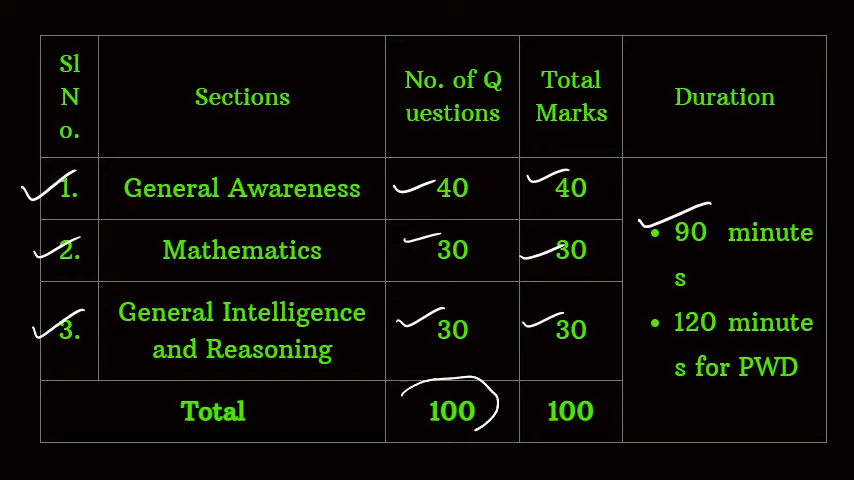 Sl
N
o.
Sections
No. of Q
uestions
Total
Marks
Duration
1.
General Awareness
40
40
2.
Mathematics
30
30
3.
General Intelligence
and Reasoning
30
30
• 90 minute
s
• 120 minute
s for PWD
Total
100
100